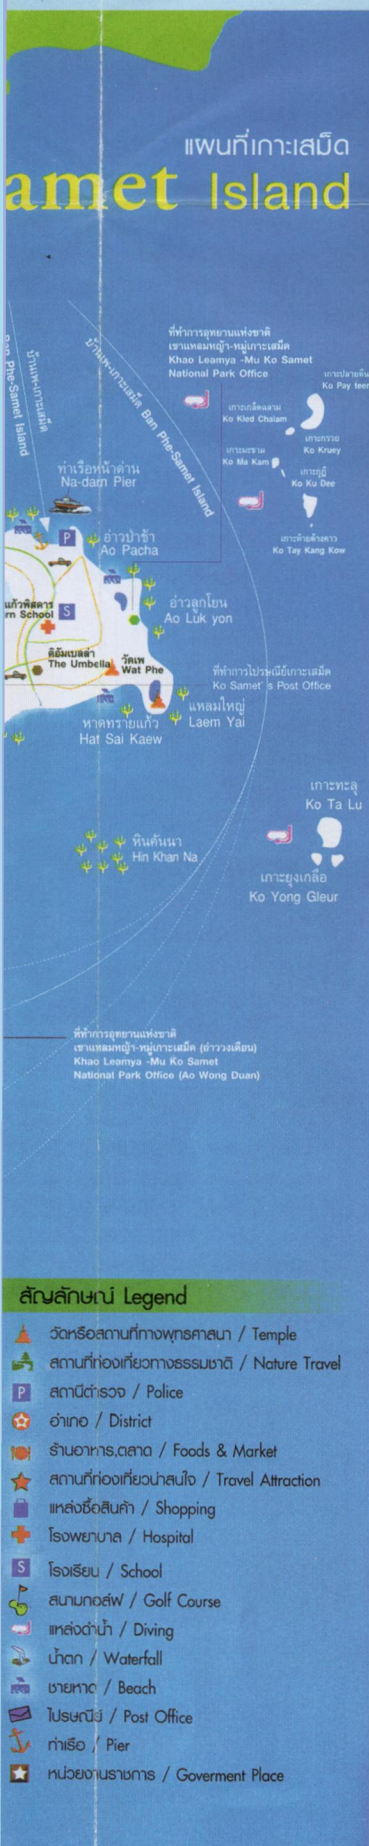 แผนที่เกาะเสม็ด
amet Island
ที่ทำการอุทยานแห่งชาติ
เขาแหลมหญ้า-หมู่เกาะเสม็ด
Khao Leamya -Mu Ko Samet
National Park Office
เกาะปลายตีน
Ko Pay teen
เกาะเกล็ดฉลาม
Ko Kled Chalam
เกาะกรวย
Ko Kruey
เกาะมะขาม
Ko Ma Kam
เกาะกุฎี
Ko Ku Dee
เกาะท้ายค้างคาว
Ko Tay Kang Kow
Ban Phe-Samet Island
บ้านเพ-เกาะเสม็ด
บ้านเพ-เกาะเสม็ด Ban Phe-Samet Island
ท่าเรือหน้าด่าน
Na-darn Pier
P
อ่าวป่าช้า
Ao Pacha
แก้วพิสดาร
rn School
S
อ่าวลูกโยน
Ao Luk yon
ดิอัมเบลล่า
The Umbella
วัดเพ
Wat Phe
ที่ทำการไปรษณีย์เกาะเสม็ด
Ko Samet' s Post Office
แหลมใหญ่
Laem Yai
หาดทรายแก้ว
Hat Sai Kaew
เกาะทะลุ
Ko Ta Lu
หินคันนา
Hin Khan Na
เกาะยุงเกลือ
Ko Yong Gleur
ที่ทำการอุทยานแห่งชาติ
เขาแหลมหญ้า-หมู่เกาะเสม็ด (อ่าววงเดือน)
Khao Leamya -Mu Ko Samet
National Park Office (Ao Wong Duan)
สัญลักษณ์ Legend
วัดหรือสถานที่ทางพุทธศาสนา / Temple
สถานที่ท่องเที่ยวทางธรรมชาติ / Nature Travel
P สถานีตำรวจ / Police
อำเภอ / District
ร้านอาหาร,ตลาด / Foods & Market
สถานที่ท่องเที่ยวน่าสนใจ / Travel Attraction
แหล่งซื้อสินค้า / Shopping
โรงพยาบาล / Hospital
S โรงเรียน / School
สนามกอล์ฟ / Golf Course
แหล่งดำน้ำ / Diving
น้ำตก / Waterfall
ชายหาด / Beach
ไปรษณีย์ / Post Office
ท่าเรือ / Pier
หน่วยงานราชการ / Goverment Place